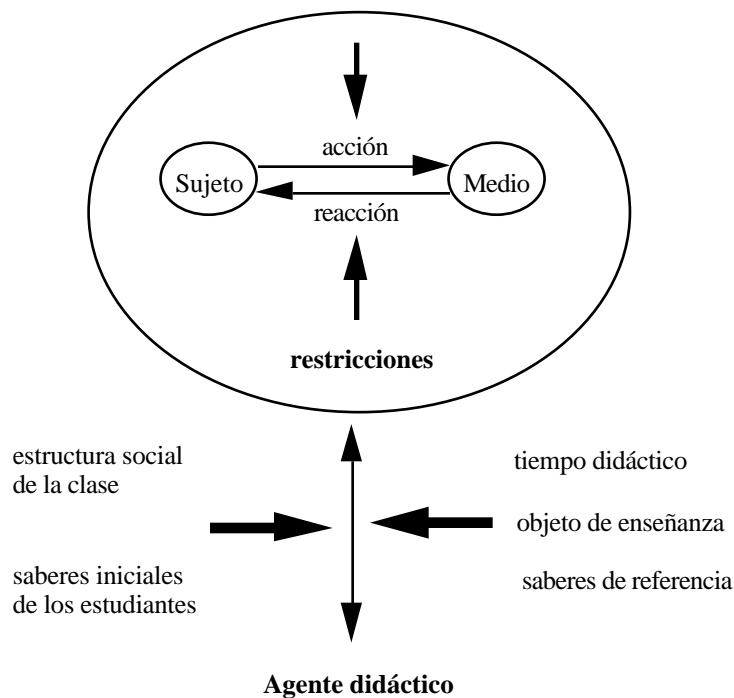 acción
Sujeto
Medio
reacción
restricciones
estructura social
de la clase
tiempo didáctico
objeto de enseñanza
saberes iniciales
de los estudiantes
saberes de referencia
Agente didáctico